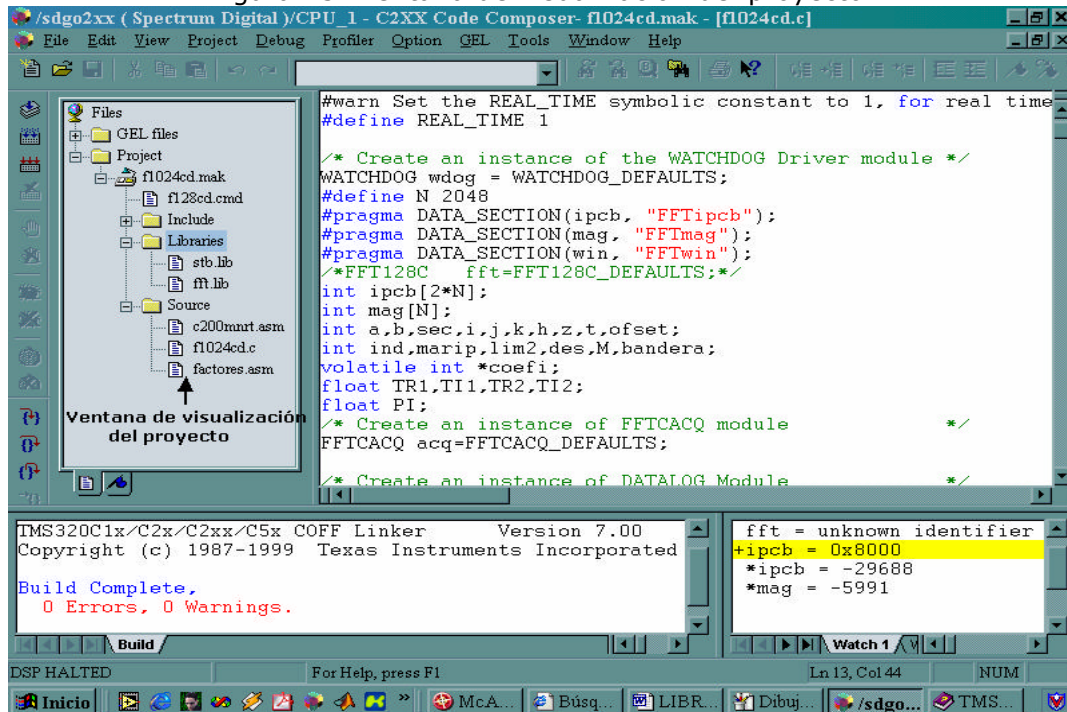 /sdgo2xx ( Spectrum Digital )/CPU_1 - C2XX Code Composer- f1024cd.mak - [f1024cd.c]
File Edit View Project Debug Profiler Option GEL Tools Window Help
Files
GEL files
Project
f1024cd.mak
f128cd.cmd
Include
Libraries
stb.lib
fft.lib
Source
c200mnrt.asm
f1024cd.c
factores.asm
Ventana de visualización
del proyecto
#warn Set the REAL_TIME symbolic constant to 1, for real time
#define REAL_TIME 1
/* Create an instance of the WATCHDOG Driver module */
WATCHDOG wdog = WATCHDOG_DEFAULTS;
#define N 2048
#pragma DATA_SECTION(ipcb, "FFTipcb");
#pragma DATA_SECTION(mag, "FFTmag");
#pragma DATA_SECTION(win, "FFTwin");
/*FFT128C fft=FFT128C_DEFAULTS;*/
int ipcb[2*N];
int mag[N];
int a,b,sec,i,j,k,h,z,t,ofset;
int ind,marip,lim2,des,M,bandera;
volatile int *coefi;
float TR1,TI1,TR2,TI2;
float PI;
/* Create an instance of FFTCACQ module */
FFTCACQ acq=FFTCACQ_DEFAULTS;
/* Create an instance of DATALOG Module */
TMS320C1x/C2x/C2xx/C5x COFF Linker Version 7.00
Copyright (c) 1987-1999 Texas Instruments Incorporated
Build Complete,
0 Errors, 0 Warnings.
Build
fft = unknown identifier
+ipcb = 0x8000
*ipcb = -29688
*mag = -5991
Watch 1
DSP HALTED For Help, press F1 Ln 13, Col 44 NUM
Inicio » McA... Búsq... LIBR... Dibuj... /sdgo... TMS...